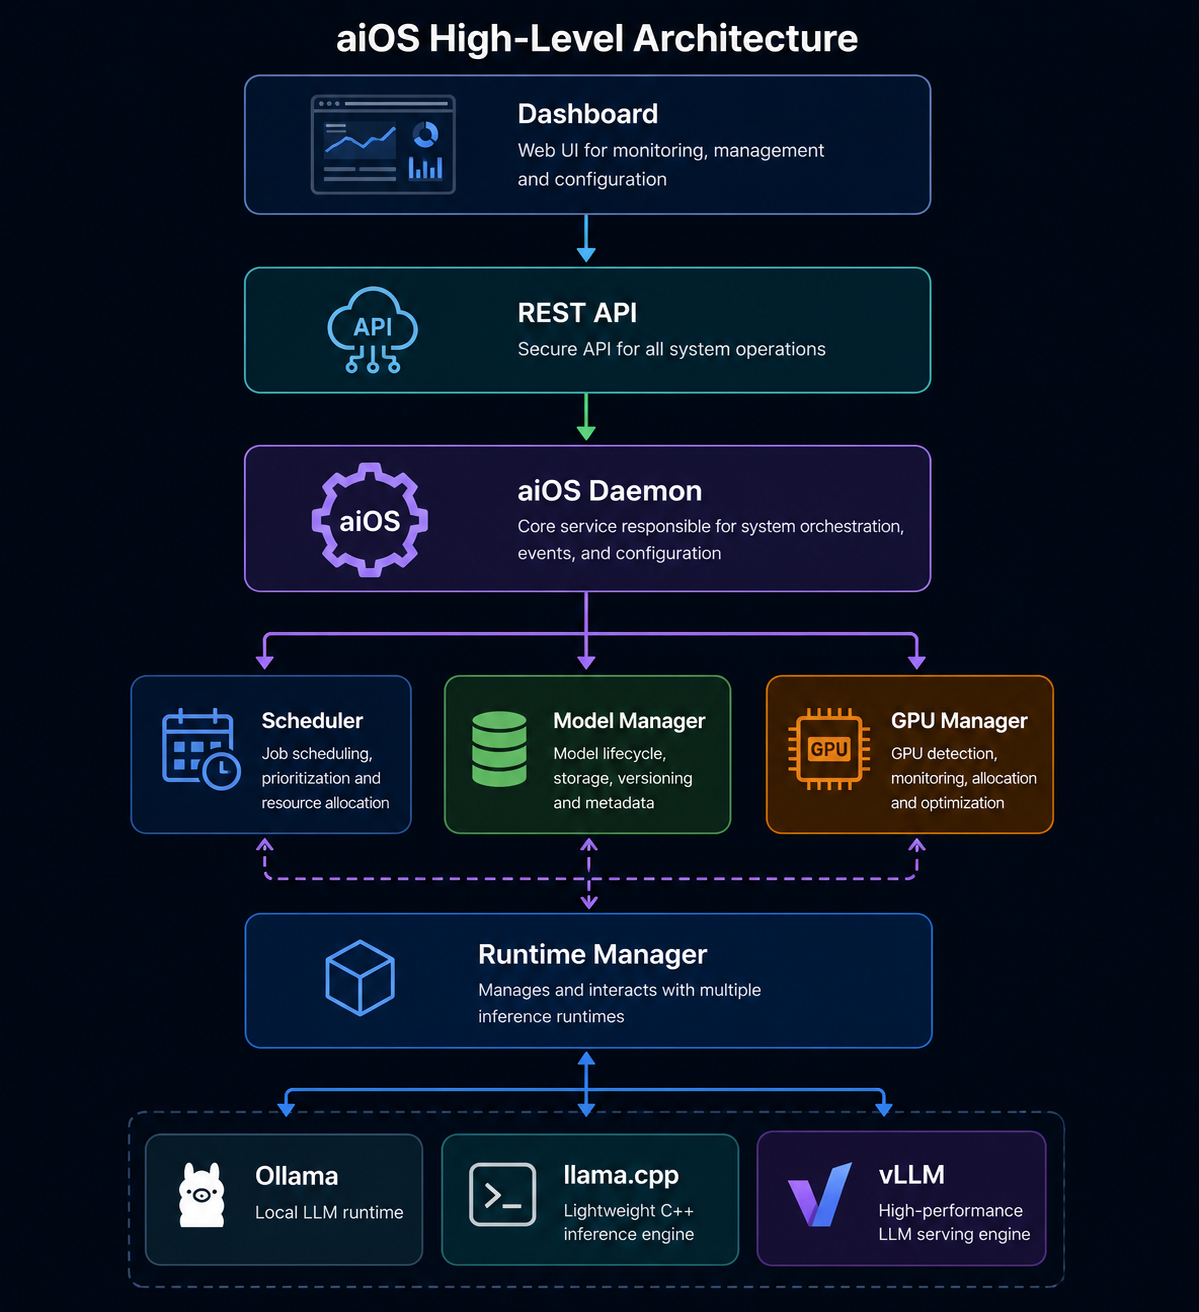 aiOS High-Level Architecture
Dashboard
Web UI for monitoring, management
and configuration
API
REST API
Secure API for all system operations
aiOS
aiOS Daemon
Core service responsible for system orchestration,
events, and configuration
Scheduler
Job scheduling,
prioritization and
resource allocation
Model Manager
Model lifecycle,
storage, versioning
and metadata
GPU
GPU Manager
GPU detection,
monitoring, allocation
and optimization
Runtime Manager
Manages and interacts with multiple
inference runtimes
Ollama
Local LLM runtime
llama.cpp
Lightweight C++
inference engine
vLLM
High-performance
LLM serving engine